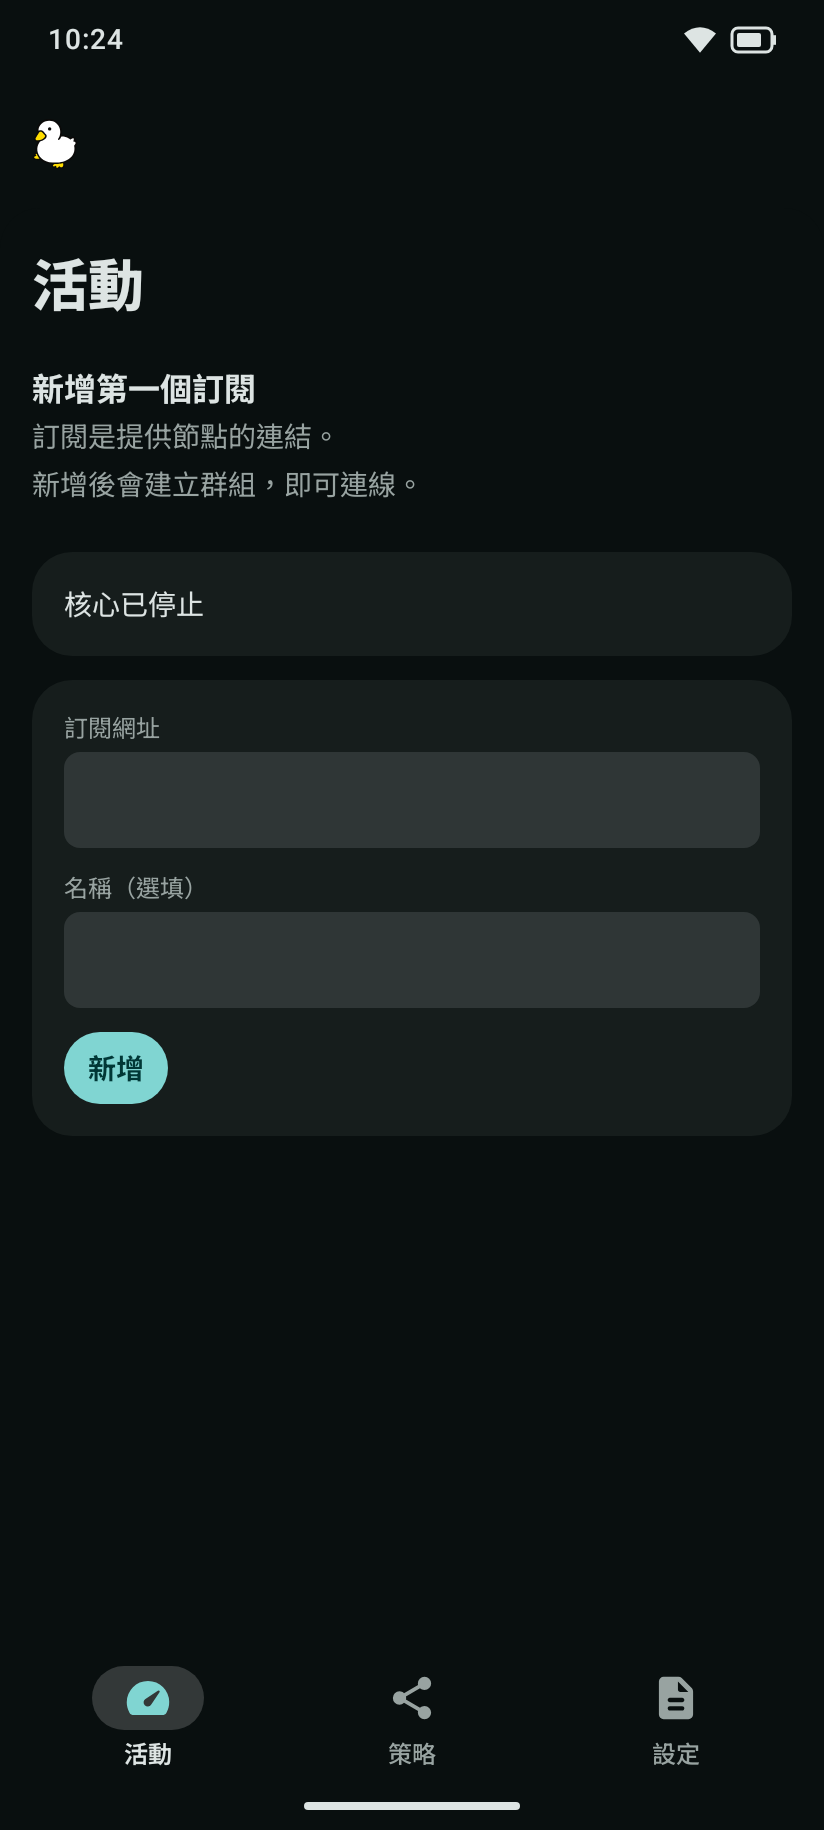 10:24
活動
新增第一個訂閱
訂閱是提供節點的連結。
新增後會建立群組，即可連線。
核心已停止
訂閱網址
名稱（選填）
新增
活動
策略
設定